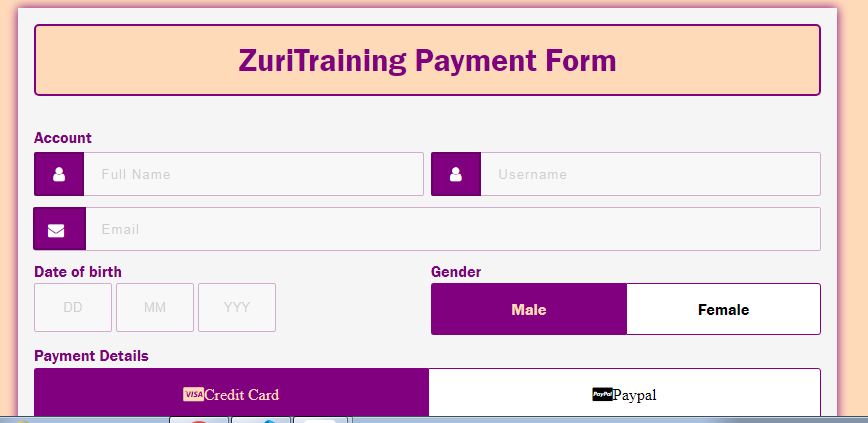 ZuriTraining Payment Form
Account
Full Name Username
Email
Date of birth Gender
DD MM YYY Male Female
Payment Details
VISA Credit Card PayPal Paypal